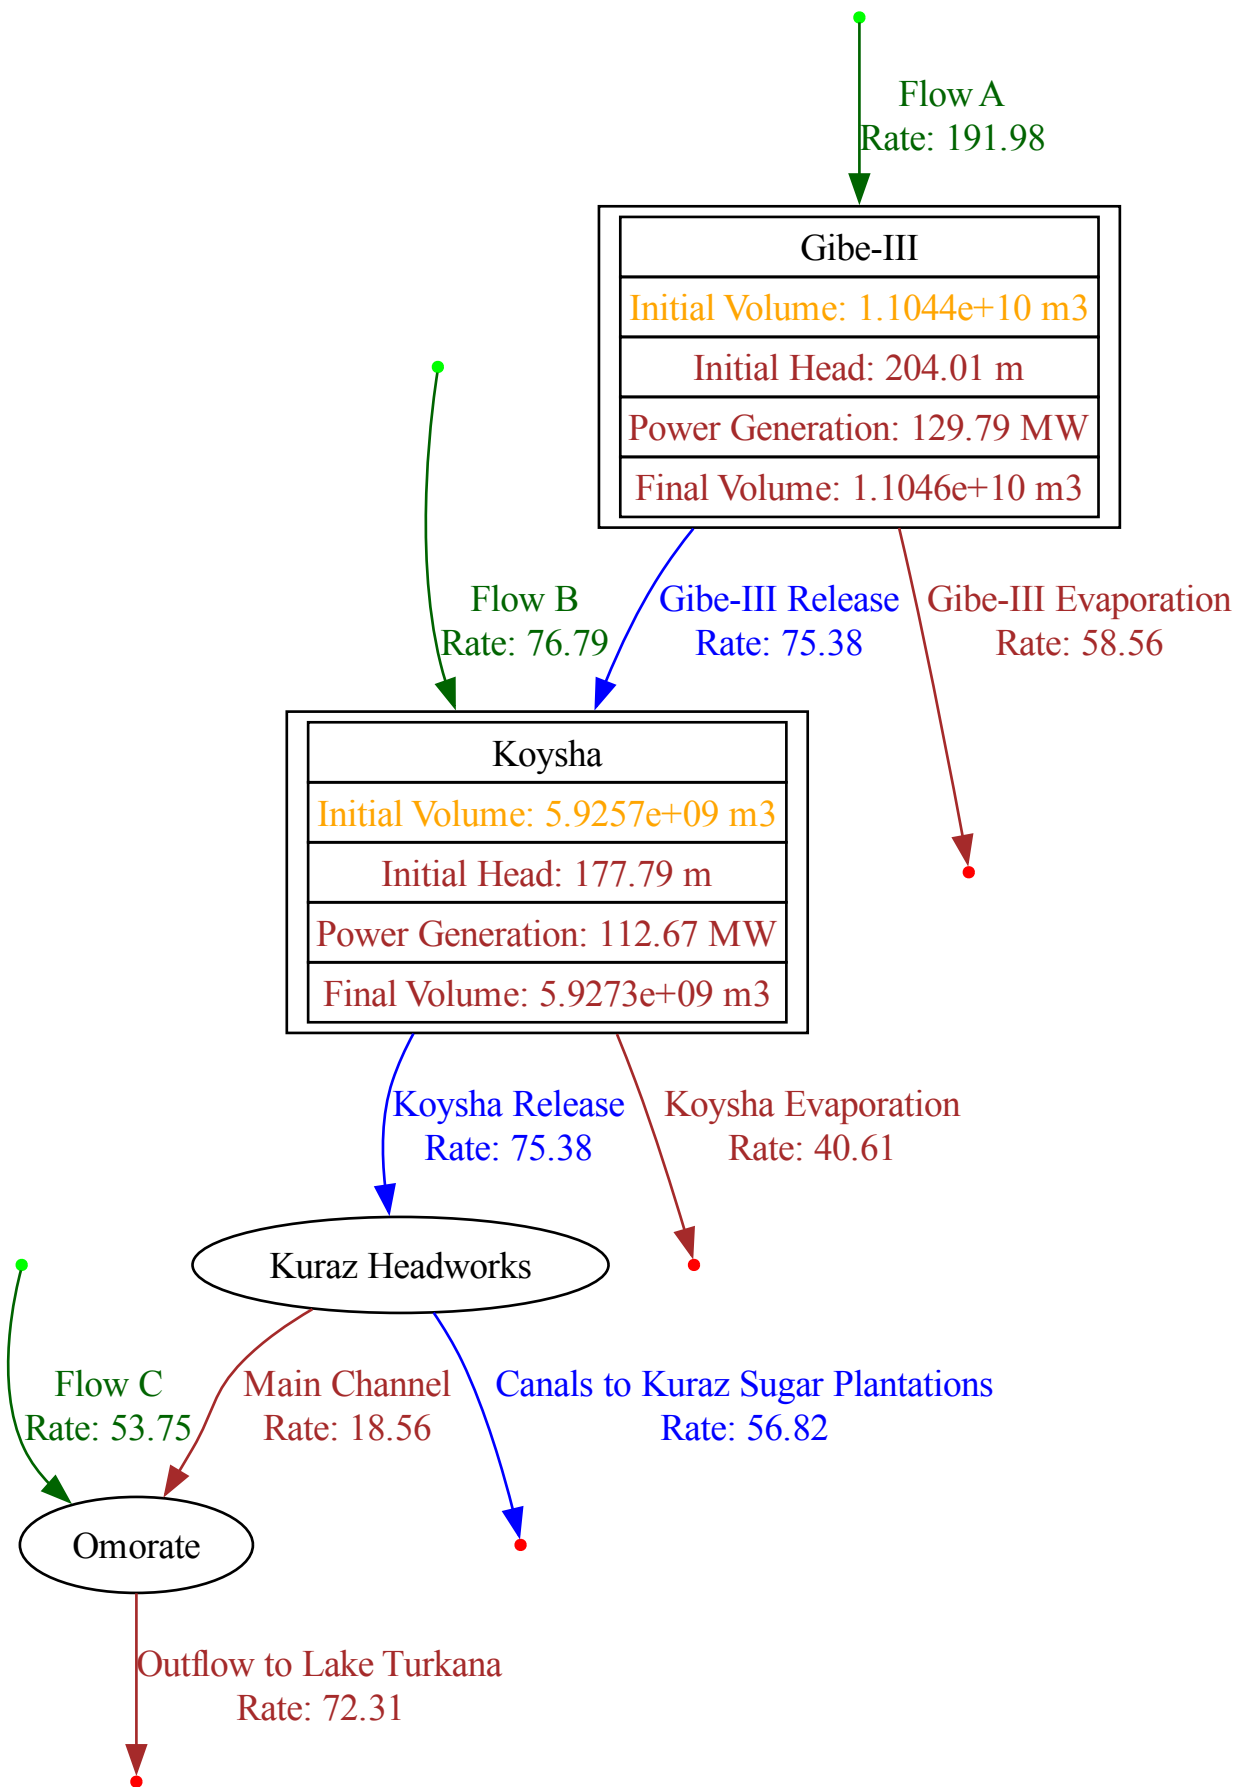 Flow A
Rate: 191.98
Gibe-III
Initial Volume: 1.1044e+10 m3
Initial Head: 204.01 m
Power Generation: 129.79 MW
Final Volume: 1.1046e+10 m3
Flow B
Rate: 76.79
Gibe-III Release
Rate: 75.38
Gibe-III Evaporation
Rate: 58.56
Koysha
Initial Volume: 5.9257e+09 m3
Initial Head: 177.79 m
Power Generation: 112.67 MW
Final Volume: 5.9273e+09 m3
Koysha Release
Rate: 75.38
Koysha Evaporation
Rate: 40.61
Kuraz Headworks
Flow C
Rate: 53.75
Main Channel
Rate: 18.56
Canals to Kuraz Sugar Plantations
Rate: 56.82
Omorate
Outflow to Lake Turkana
Rate: 72.31